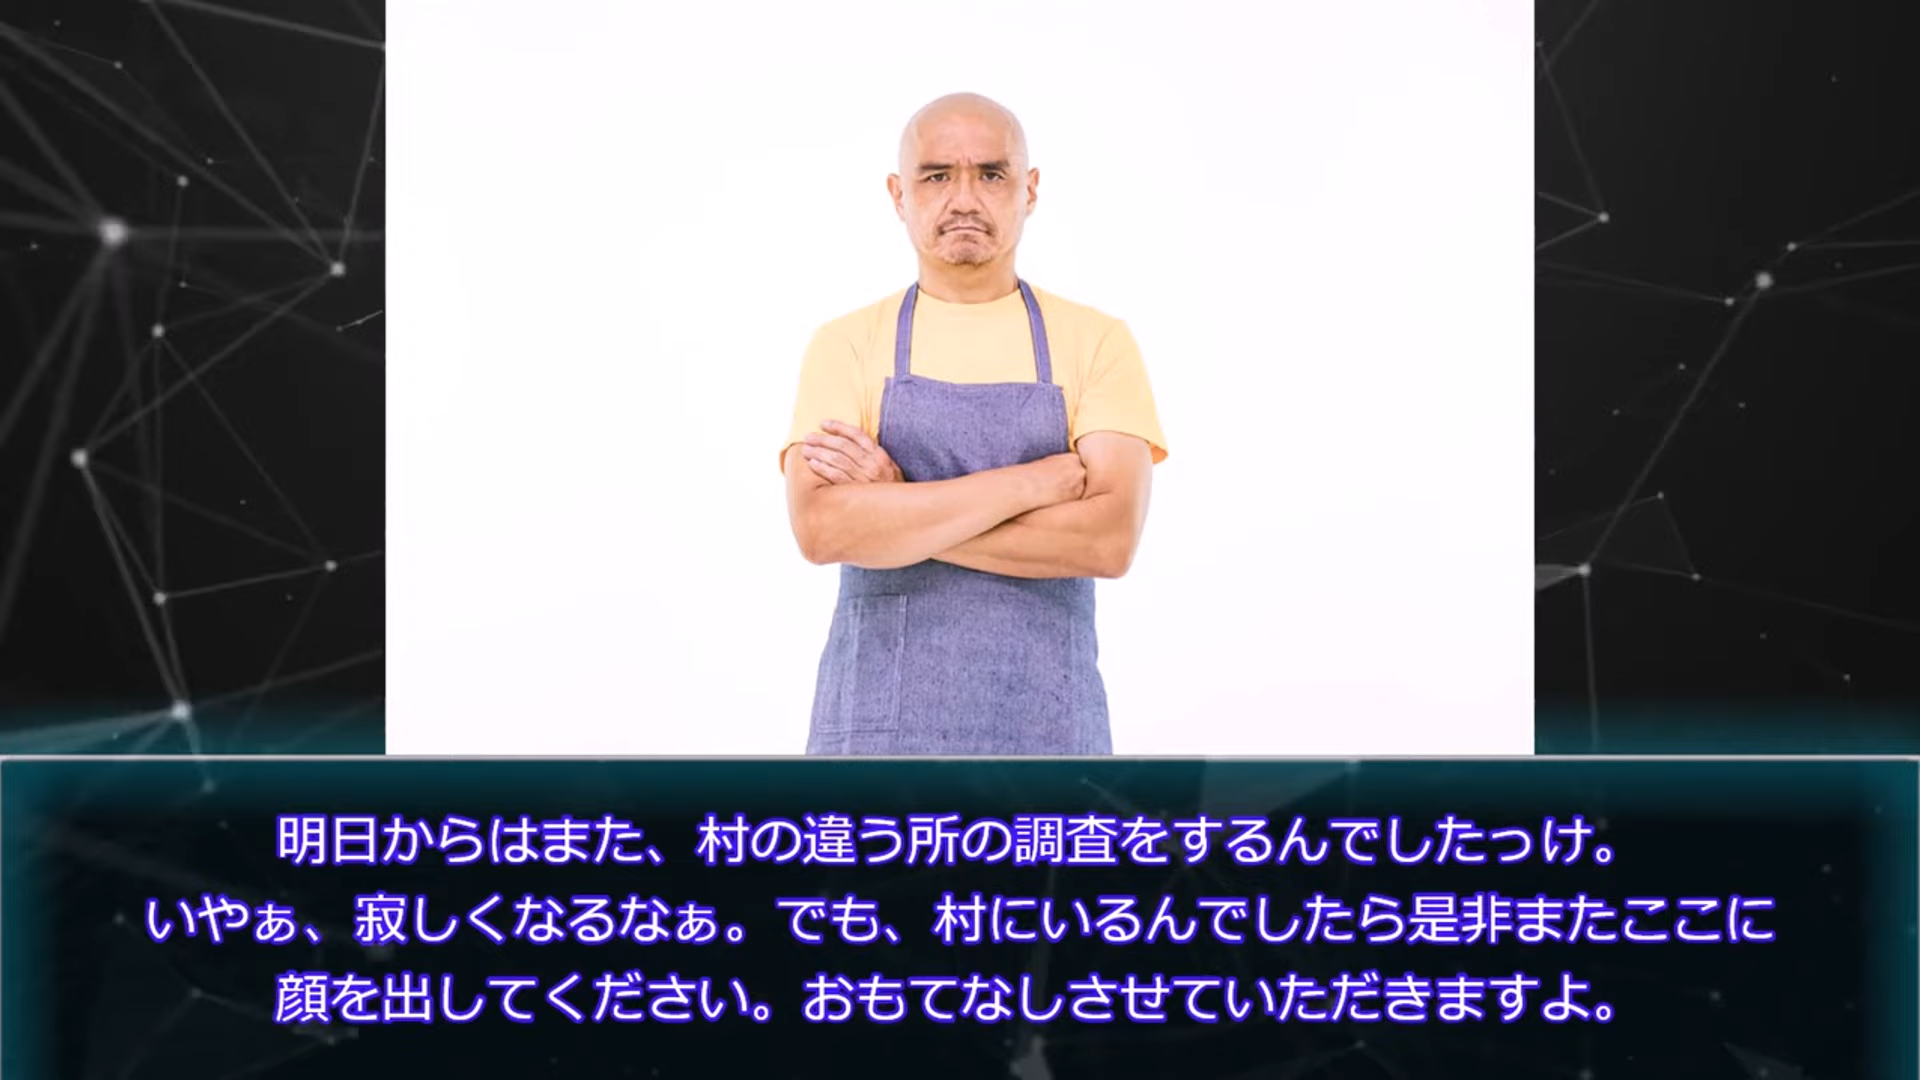 明日からはまた、村の違う所の調査をするんでしたっけ。
いやぁ、寂しくなるなぁ。でも、村にいるんでしたら是非またここに
顔を出してください。おもてなしさせていただきますよ。